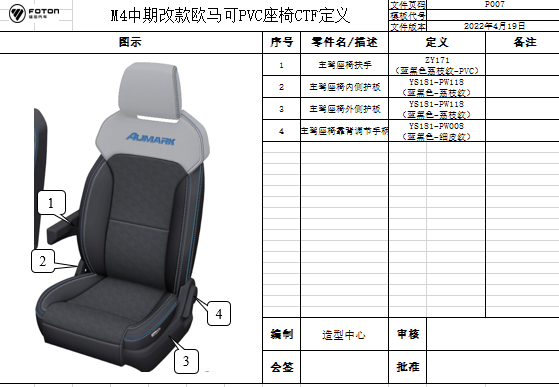 FOTON
福田汽车
M4中期改款欧马可PVC座椅CTF定义
文件页码 P007
模板代号
文件版本 2022年4月19日
图示 序号 零件名/描述 定义 备注
1 主驾座椅扶手 ZY171
(蓝黑色荔枝纹-PVC)
2 主驾座椅内侧护板 YS1S1-PW11S
(蓝黑色-荔枝纹)
3 主驾座椅外侧护板 YS1S1-PW11S
(蓝黑色-荔枝纹)
4 主驾座椅靠背调节手柄 YS1S1-PW00S
(蓝黑色-细皮纹)
AUMARK
1
2
4
3
编制 造型中心 审核
会签 批准